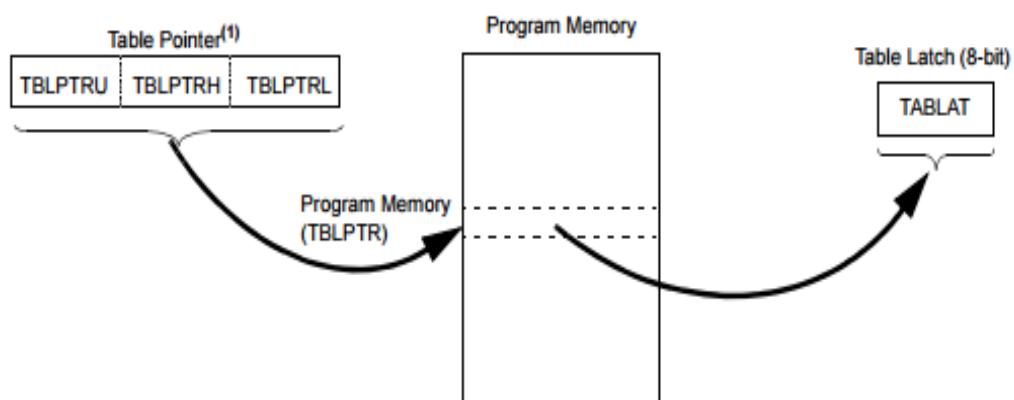 Program Memory
Table Pointer(1)
Table Latch (8-bit)
TBLPTRU TBLPTRH TBLPTRL
TABLAT
Program Memory
(TBLPTR)